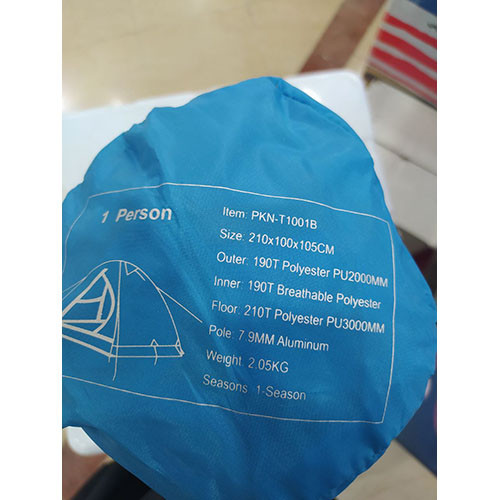 1 Person
Item: PKN-T1001B
Size: 210x100x105CM
Outer: 190T Polyester PU2000MM
Inner: 190T Breathable Polyester
Floor: 210T Polyester PU3000MM
Pole: 7.9MM Aluminum
Weight: 2.05KG
Seasons: 1-Season